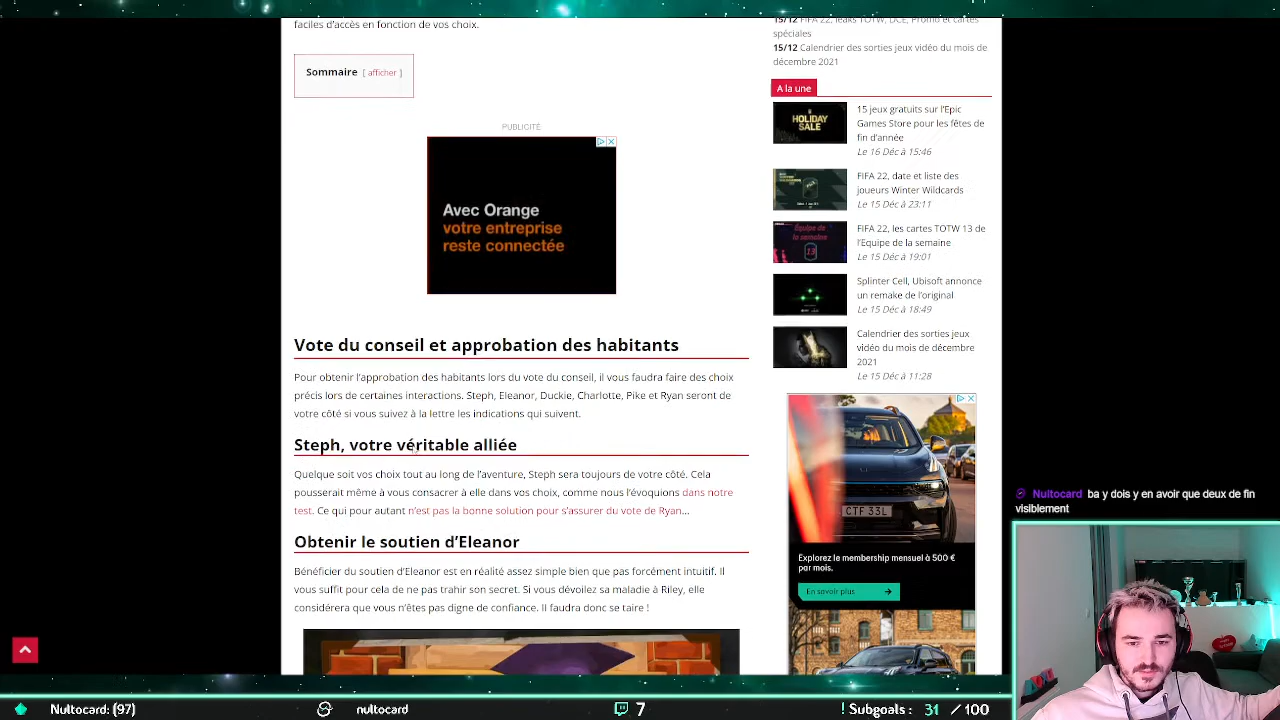 faciles d'accès en fonction de vos choix.
Sommaire [ afficher ]
PUBLICITÉ
Avec Orange
votre entreprise
reste connectée
Vote du conseil et approbation des habitants
Pour obtenir l'approbation des habitants lors du vote du conseil, il vous faudra faire des choix
précis lors de certaines interactions. Steph, Eleanor, Duckie, Charlotte, Pike et Ryan seront de
votre côté si vous suivez à la lettre les indications qui suivent.
Steph, votre véritable alliée
Quelque soit vos choix tout au long de l'aventure, Steph sera toujours de votre côté. Cela
pousserait même à vous consacrer à elle dans vos choix, comme nous l'évoquions dans notre
test. Ce qui pour autant n'est pas la bonne solution pour s'assurer du vote de Ryan...
Obtenir le soutien d'Eleanor
Bénéficier du soutien d'Eleanor est en réalité assez simple bien que pas forcément intuitif. Il
vous suffit pour cela de ne pas trahir son secret. Si vous dévoilez sa maladie à Riley, elle
considérera que vous n'êtes pas digne de confiance. Il faudra donc se taire !
15/12 FIFA 22, leaks TOTW, DCE, Promo et cartes
spéciales
15/12 Calendrier des sorties jeux vidéo du mois de
décembre 2021
A la une
HOLIDAY
SALE
15 jeux gratuits sur l'Epic
Games Store pour les fêtes de
fin d'année
Le 16 Déc à 15:46
FIFA 22, date et liste des
joueurs Winter Wildcards
Le 15 Déc à 23:11
Equipe de
la semaine
13
FIFA 22, les cartes TOTW 13 de
l'Equipe de la semaine
Le 15 Déc à 19:01
Splinter Cell, Ubisoft annonce
un remake de l'original
Le 15 Déc à 18:49
Calendrier des sorties jeux
vidéo du mois de décembre
2021
Le 15 Déc à 11:28
CTF 33L
Explorez le membership mensuel à 500 €
par mois.
En savoir plus
Nultocard ba y dois y en avoir que deux de fin
visiblement
Nultocard: (97)
nultocard
7
! Subgoals : 31 / 100